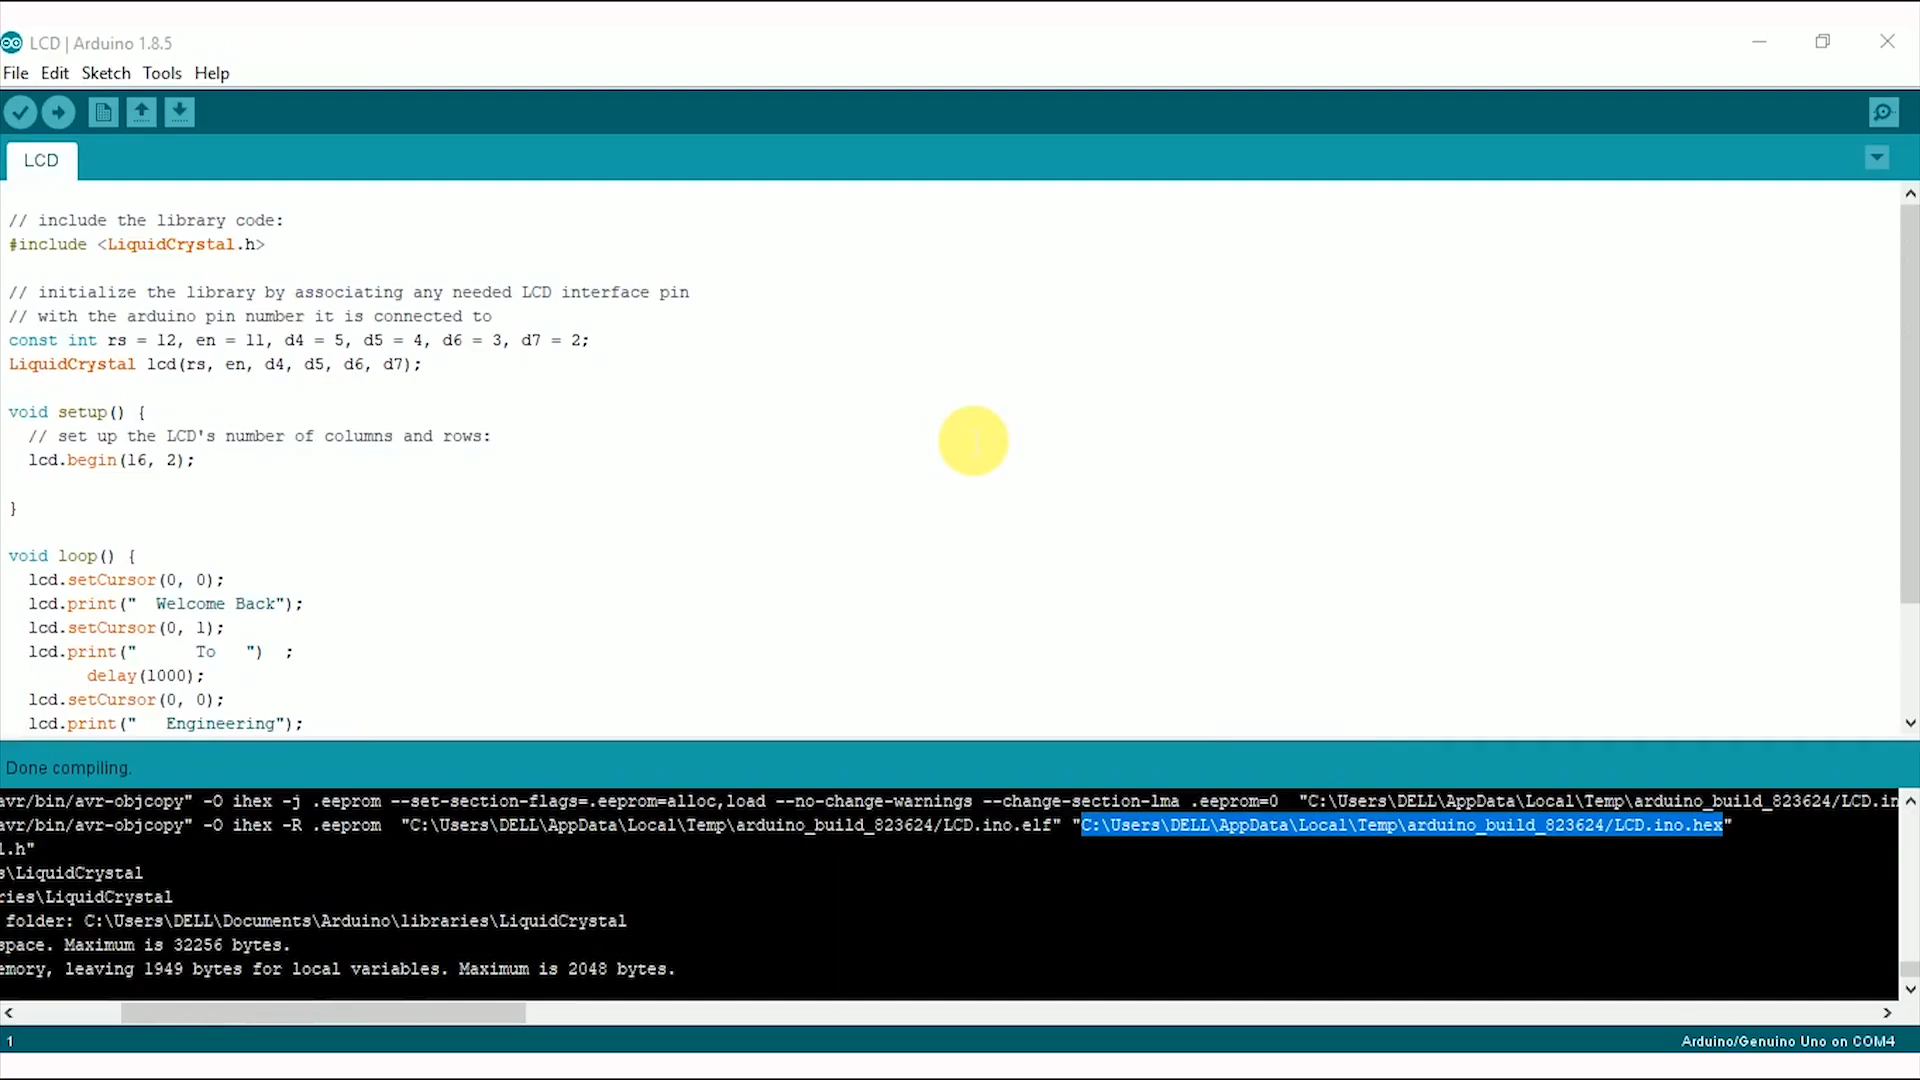 LCD | Arduino 1.8.5
File Edit Sketch Tools Help
LCD
// include the library code:
#include <LiquidCrystal.h>
// initialize the library by associating any needed LCD interface pin
// with the arduino pin number it is connected to
const int rs = 12, en = 11, d4 = 5, d5 = 4, d6 = 3, d7 = 2;
LiquidCrystal lcd(rs, en, d4, d5, d6, d7);
void setup() {
  // set up the LCD's number of columns and rows:
  lcd.begin(16, 2);
}
void loop() {
  lcd.setCursor(0, 0);
  lcd.print("  Welcome Back");
  lcd.setCursor(0, 1);
  lcd.print("      To   ")  ;
        delay(1000);
  lcd.setCursor(0, 0);
  lcd.print("   Engineering");
Done compiling.
avr/bin/avr-objcopy" -O ihex -j .eeprom --set-section-flags=.eeprom=alloc,load --no-change-warnings --change-section-lma .eeprom=0  "C:\Users\DELL\AppData\Local\Temp\arduino_build_823624/LCD.in
avr/bin/avr-objcopy" -O ihex -R .eeprom  "C:\Users\DELL\AppData\Local\Temp\arduino_build_823624/LCD.ino.elf" "C:\Users\DELL\AppData\Local\Temp\arduino_build_823624/LCD.ino.hex"
l.h"
s\LiquidCrystal
ries\LiquidCrystal
 folder: C:\Users\DELL\Documents\Arduino\libraries\LiquidCrystal
space. Maximum is 32256 bytes.
emory, leaving 1949 bytes for local variables. Maximum is 2048 bytes.
1
Arduino/Genuino Uno on COM4